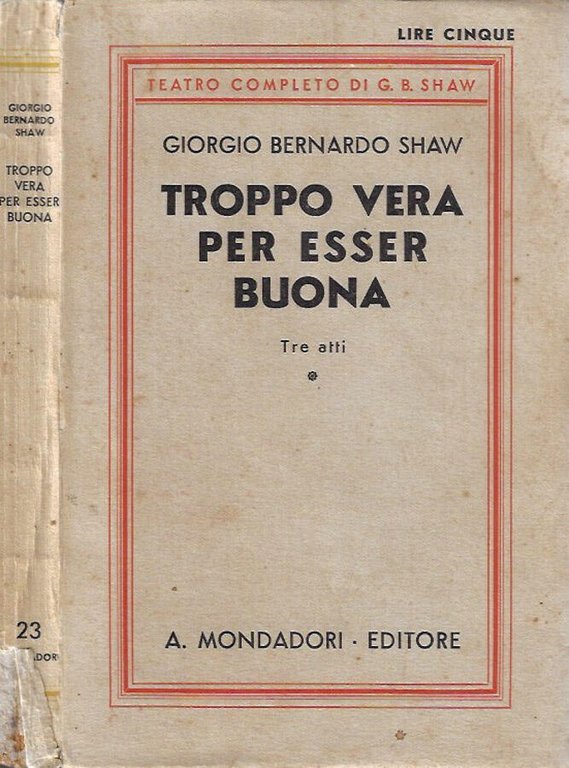 GIORGIO
BERNARDO
SHAW
TROPPO
VERA
PER ESSER
BUONA
23
LIRE CINQUE
TEATRO COMPLETO DI G. B. SHAW
GIORGIO BERNARDO SHAW
TROPPO VERA
PER ESSER
BUONA
Tre atti
A. MONDADORI · EDITORE